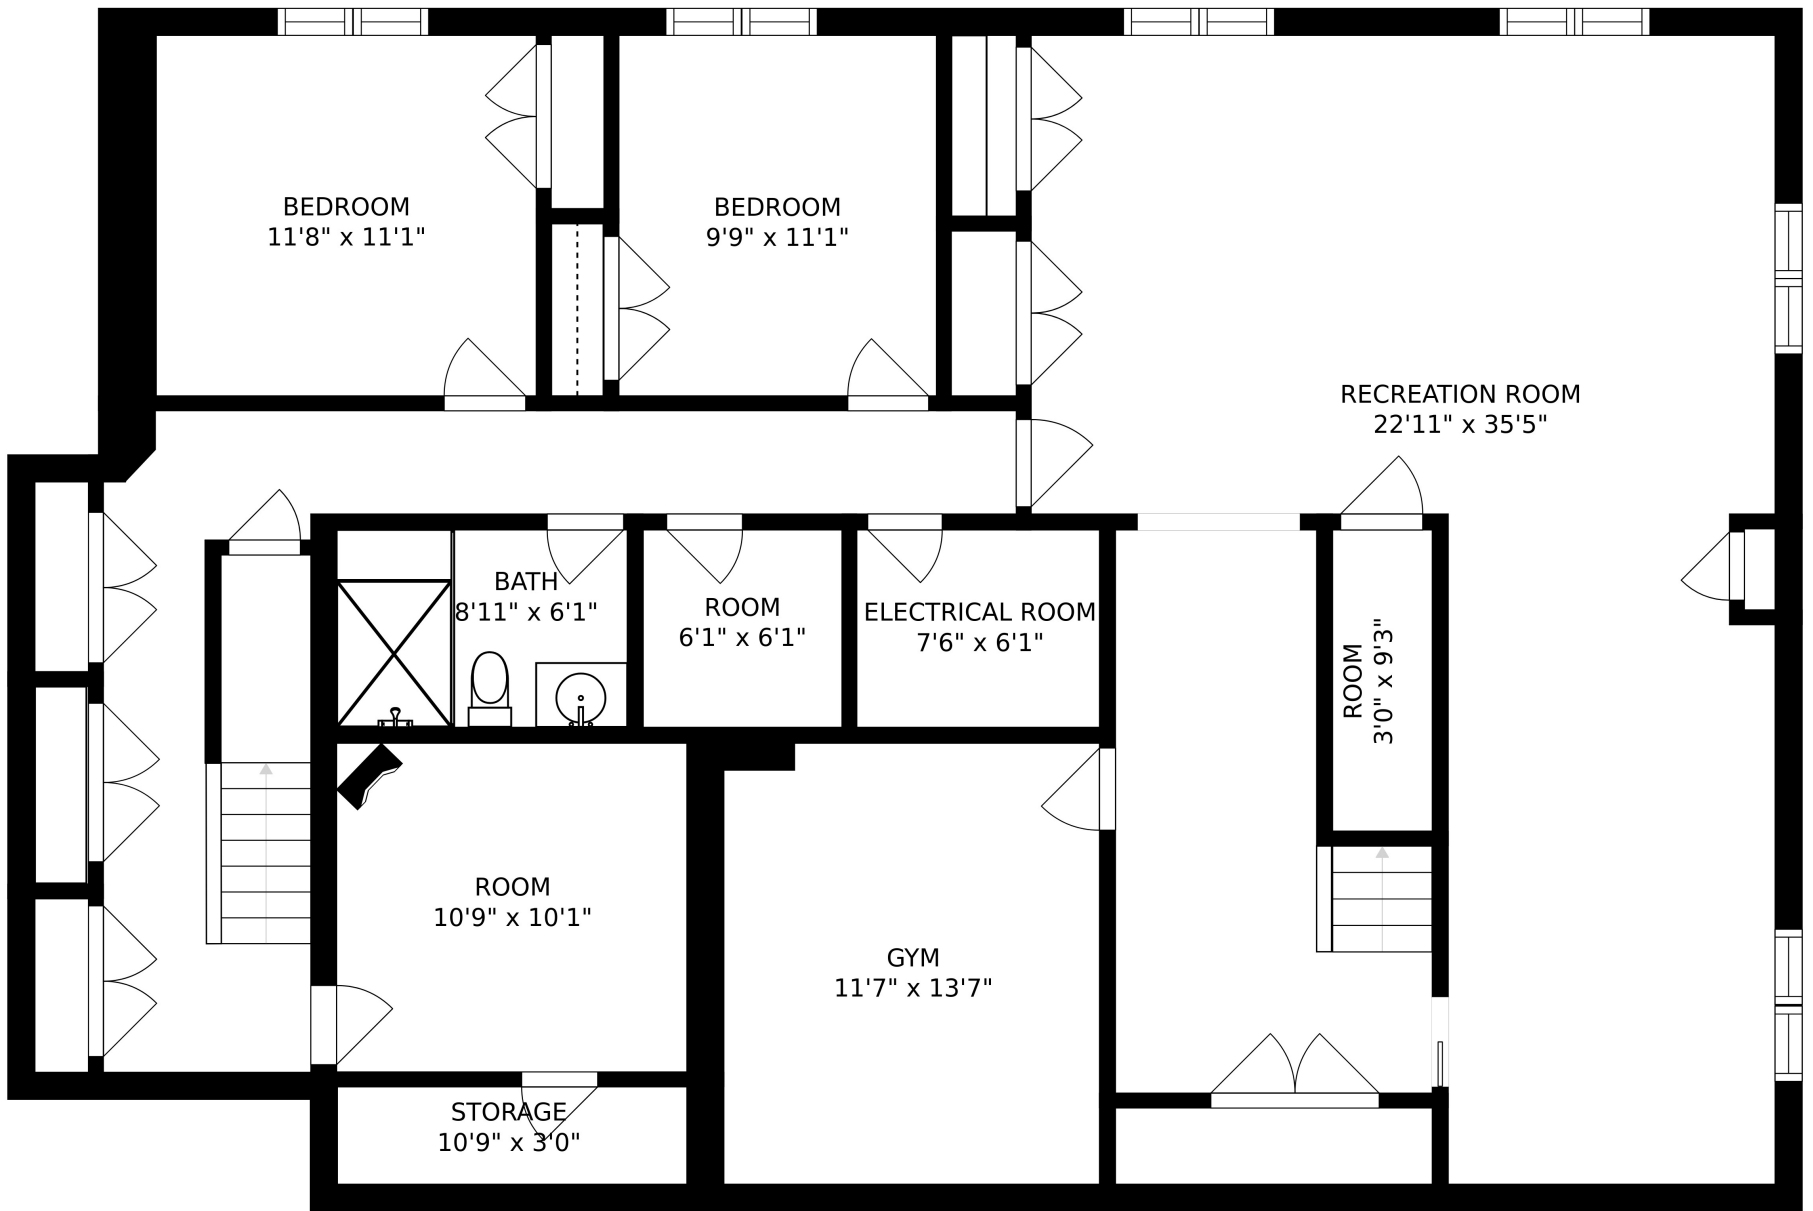 BEDROOM
11'8" x 11'1"
BEDROOM
9'9" x 11'1"
RECREATION ROOM
22'11" x 35'5"
BATH
8'11" x 6'1"
ROOM
6'1" x 6'1"
ELECTRICAL ROOM
7'6" x 6'1"
ROOM
3'0" x 9'3"
ROOM
10'9" x 10'1"
GYM
11'7" x 13'7"
STORAGE
10'9" x 3'0"